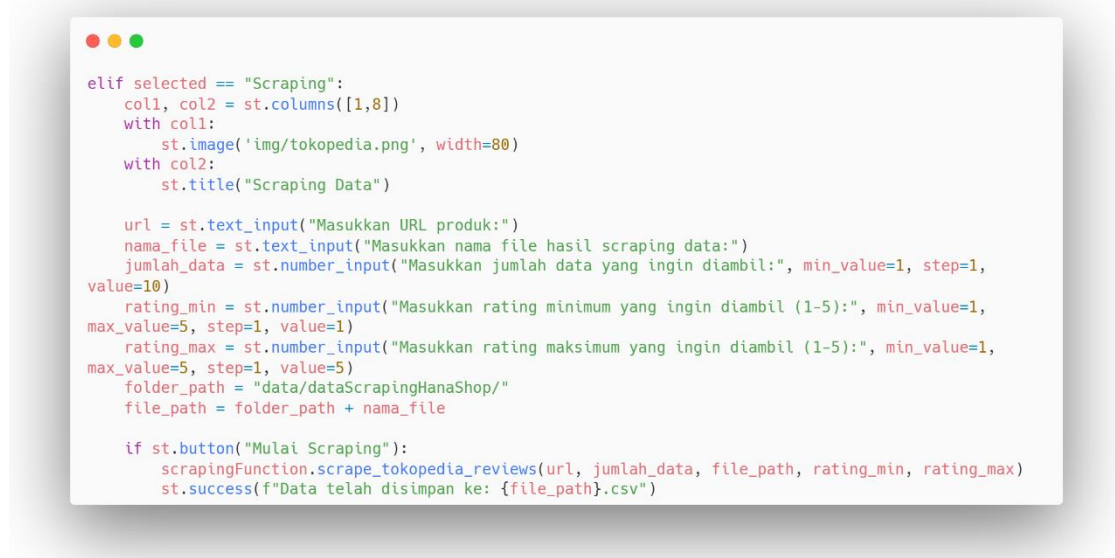 elif selected == "Scraping":
    col1, col2 = st.columns([1,8])
    with col1:
        st.image('img/tokopedia.png', width=80)
    with col2:
        st.title("Scraping Data")

    url = st.text_input("Masukkan URL produk:")
    nama_file = st.text_input("Masukkan nama file hasil scraping data:")
    jumlah_data = st.number_input("Masukkan jumlah data yang ingin diambil:", min_value=1, step=1,
value=10)
    rating_min = st.number_input("Masukkan rating minimum yang ingin diambil (1-5):", min_value=1,
max_value=5, step=1, value=1)
    rating_max = st.number_input("Masukkan rating maksimum yang ingin diambil (1-5):", min_value=1,
max_value=5, step=1, value=5)
    folder_path = "data/dataScrapingHanaShop/"
    file_path = folder_path + nama_file

    if st.button("Mulai Scraping"):
        scrapingFunction.scrape_tokopedia_reviews(url, jumlah_data, file_path, rating_min, rating_max)
        st.success(f"Data telah disimpan ke: {file_path}.csv")